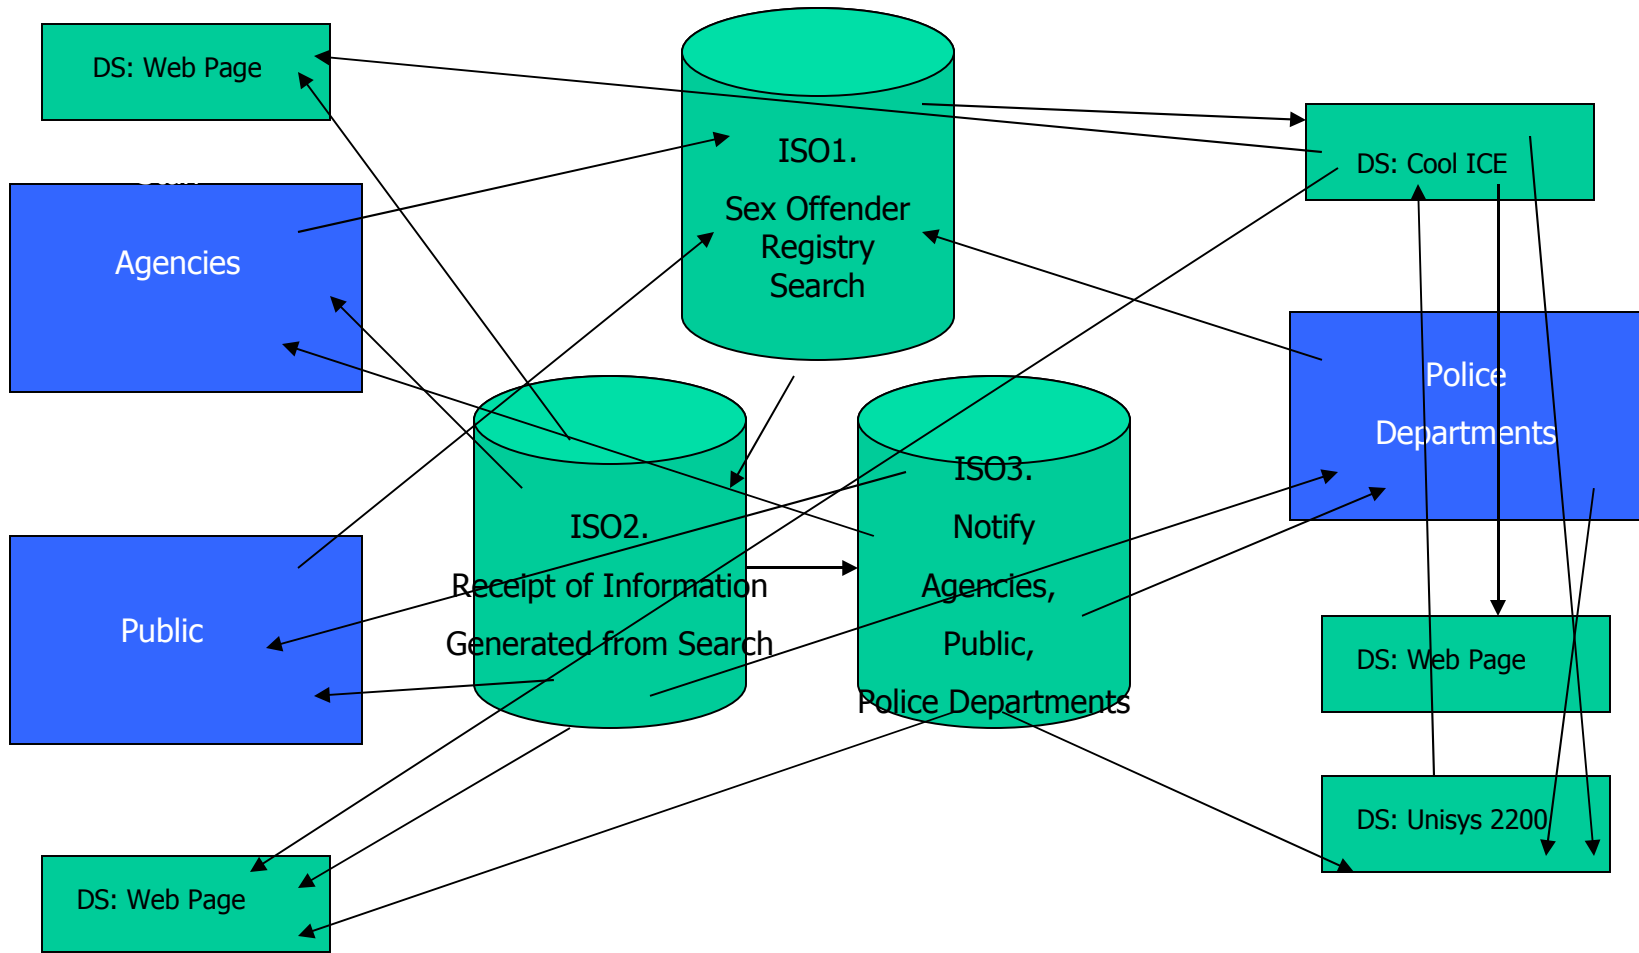 DS: Web Page
ISO1.
Sex Offender
Registry
Search
DS: Cool ICE
Agencies
Police
Departments
ISO2.
Receipt of Information
Generated from Search
ISO3.
Notify
Agencies,
Public,
Police Departments
Public
DS: Web Page
DS: Unisys 2200
DS: Web Page